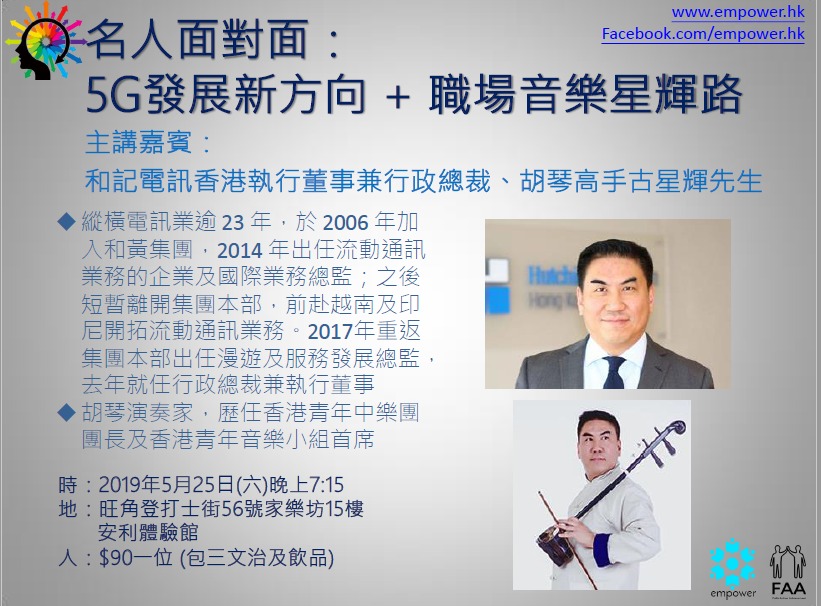 www.empower.hk
Facebook.com/empower.hk
名人面對面：
5G發展新方向 + 職場音樂星輝路
主講嘉賓：
和記電訊香港執行董事兼行政總裁、胡琴高手古星輝先生
◆ 縱橫電訊業逾 23 年，於 2006 年加
入和黃集團，2014 年出任流動通訊
業務的企業及國際業務總監；之後
短暫離開集團本部，前赴越南及印
尼開拓流動通訊業務。2017年重返
集團本部出任漫遊及服務發展總監，
去年就任行政總裁兼執行董事
◆ 胡琴演奏家，歷任香港青年中樂團
團長及香港青年音樂小組首席
Hutch
Hong K
時：2019年5月25日(六)晚上7:15
地：旺角登打士街56號家樂坊15樓
安利體驗館
人：$90一位 (包三文治及飲品)
empower
FAA